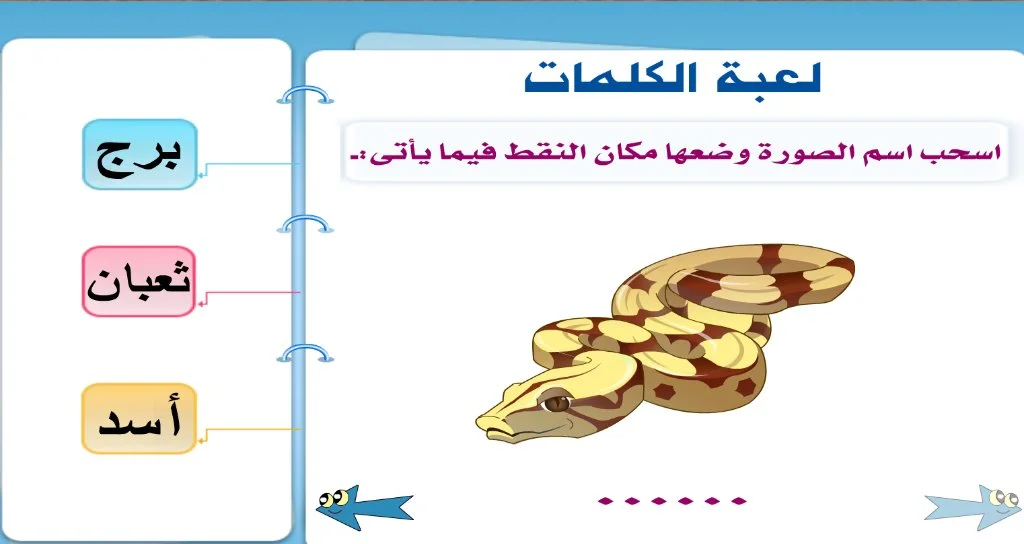 لعبة الكلمات
اسحب اسم الصورة وضعها مكان النقط فيما يأتى :ـ
برج
ثعبان
أسد